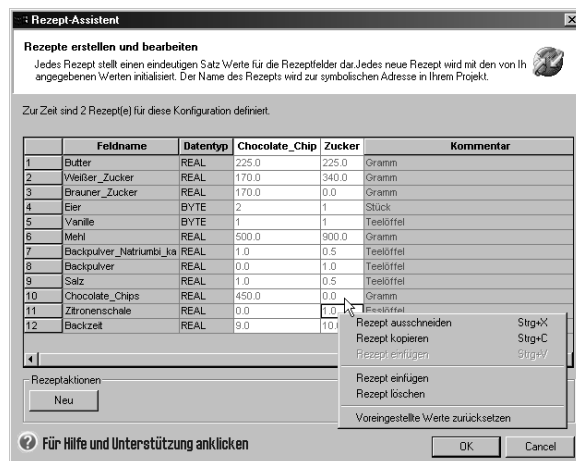 Rezept-Assistent
Rezepte erstellen und bearbeiten
Jedes Rezept stellt einen eindeutigen Satz Werte für die Rezeptfelder dar.Jedes neue Rezept wird mit den von Ih
angegebenen Werten initialisiert. Der Name des Rezepts wird zur symbolischen Adresse in Ihrem Projekt.
Zur Zeit sind 2 Rezept(e) für diese Konfiguration definiert.
Feldname Datentyp Chocolate_Chip Zucker Kommentar
1 Butter REAL 225.0 225.0 Gramm
2 Weißer_Zucker REAL 170.0 340.0 Gramm
3 Brauner_Zucker REAL 170.0 0.0 Gramm
4 Eier BYTE 2 1 Stück
5 Vanille BYTE 1 1 Teelöffel
6 Mehl REAL 500.0 900.0 Gramm
7 Backpulver_Natriumbi_ka REAL 1.0 0.5 Teelöffel
8 Backpulver REAL 0.0 1.0 Teelöffel
9 Salz REAL 1.0 0.5 Teelöffel
10 Chocolate_Chips REAL 450.0 0.0 Gramm
11 Zitronenschale REAL 0.0 1.0 Esslöffel
12 Backzeit REAL 9.0 10.
Rezept ausschneiden Strg+X
Rezept kopieren Strg+C
Rezept einfügen Strg+V
Rezept einfügen
Rezept löschen
Voreingestellte Werte zurücksetzen
Rezeptaktionen
Neu
Für Hilfe und Unterstützung anklicken
OK Cancel